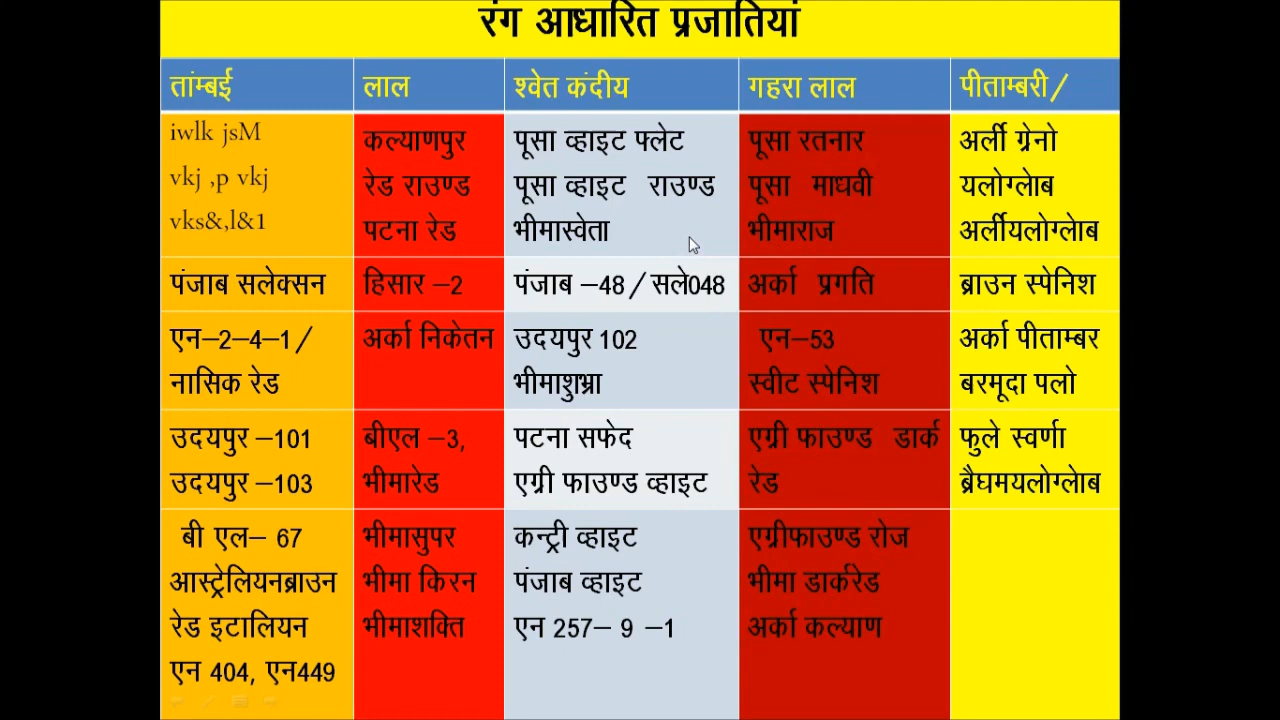 रंग आधारित प्रजातियां
तांम्बई लाल श्वेत कंदीय गहरा लाल पीताम्बरी/
iwlk jsM कल्याणपुर पूसा व्हाइट फ्लेट पूसा रतनार अर्ली ग्रेनो
vkj ,p vkj रेड राउण्ड पूसा व्हाइट राउण्ड पूसा माधवी यलोग्लोब
vks&,l&1 पटना रेड भीमास्वेता भीमाराज अर्लीयलोग्लोब
पंजाब सलेक्सन हिसार –2 पंजाब –48/सले048 अर्का प्रगति ब्राउन स्पेनिश
एन–2–4–1/ अर्का निकेतन उदयपुर 102 एन–53 अर्का पीताम्बर
नासिक रेड भीमाशुभ्रा स्वीट स्पेनिश बरमूदा पलो
उदयपुर –101 बीएल –3, पटना सफेद एग्री फाउण्ड डार्क फुले स्वर्णा
उदयपुर –103 भीमारेड एग्री फाउण्ड व्हाइट रेड ब्रैघमयलोग्लोब
बी एल– 67 भीमासुपर कन्ट्री व्हाइट एग्रीफाउण्ड रोज
आस्ट्रेलियनब्राउन भीमा किरन पंजाब व्हाइट भीमा डार्करेड
रेड इटालियन भीमाशक्ति एन 257– 9 –1 अर्का कल्याण
एन 404, एन449